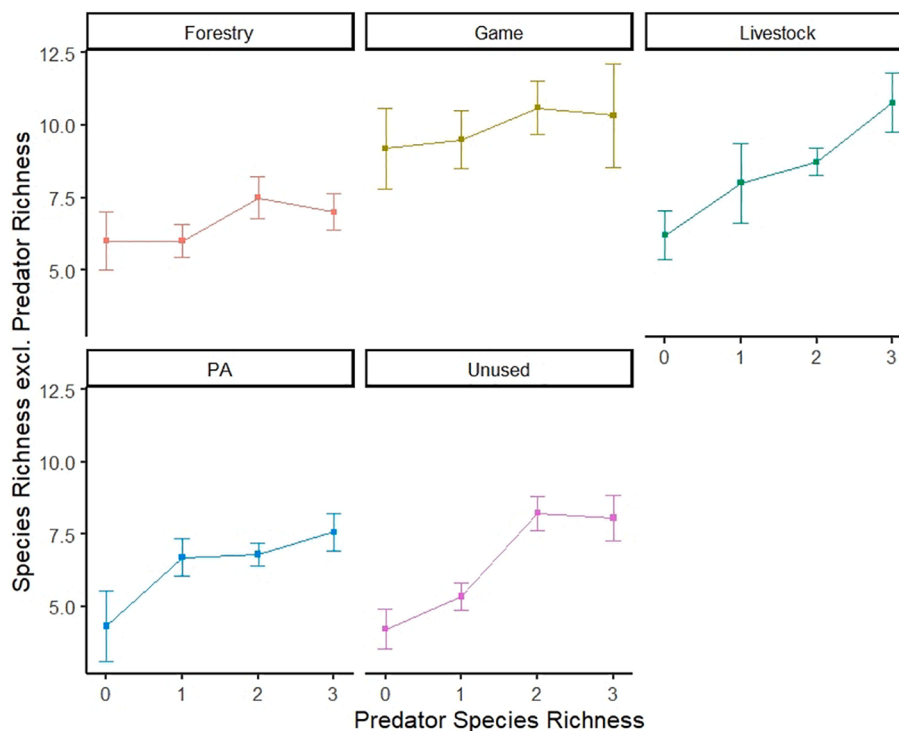 Forestry
Game
Livestock
12.5
10.0
7.5
5.0
0 1 2 3
PA
Unused
12.5
10.0
7.5
5.0
0 1 2 3
0 1 2 3
Species Richness excl. Predator Richness
Predator Species Richness